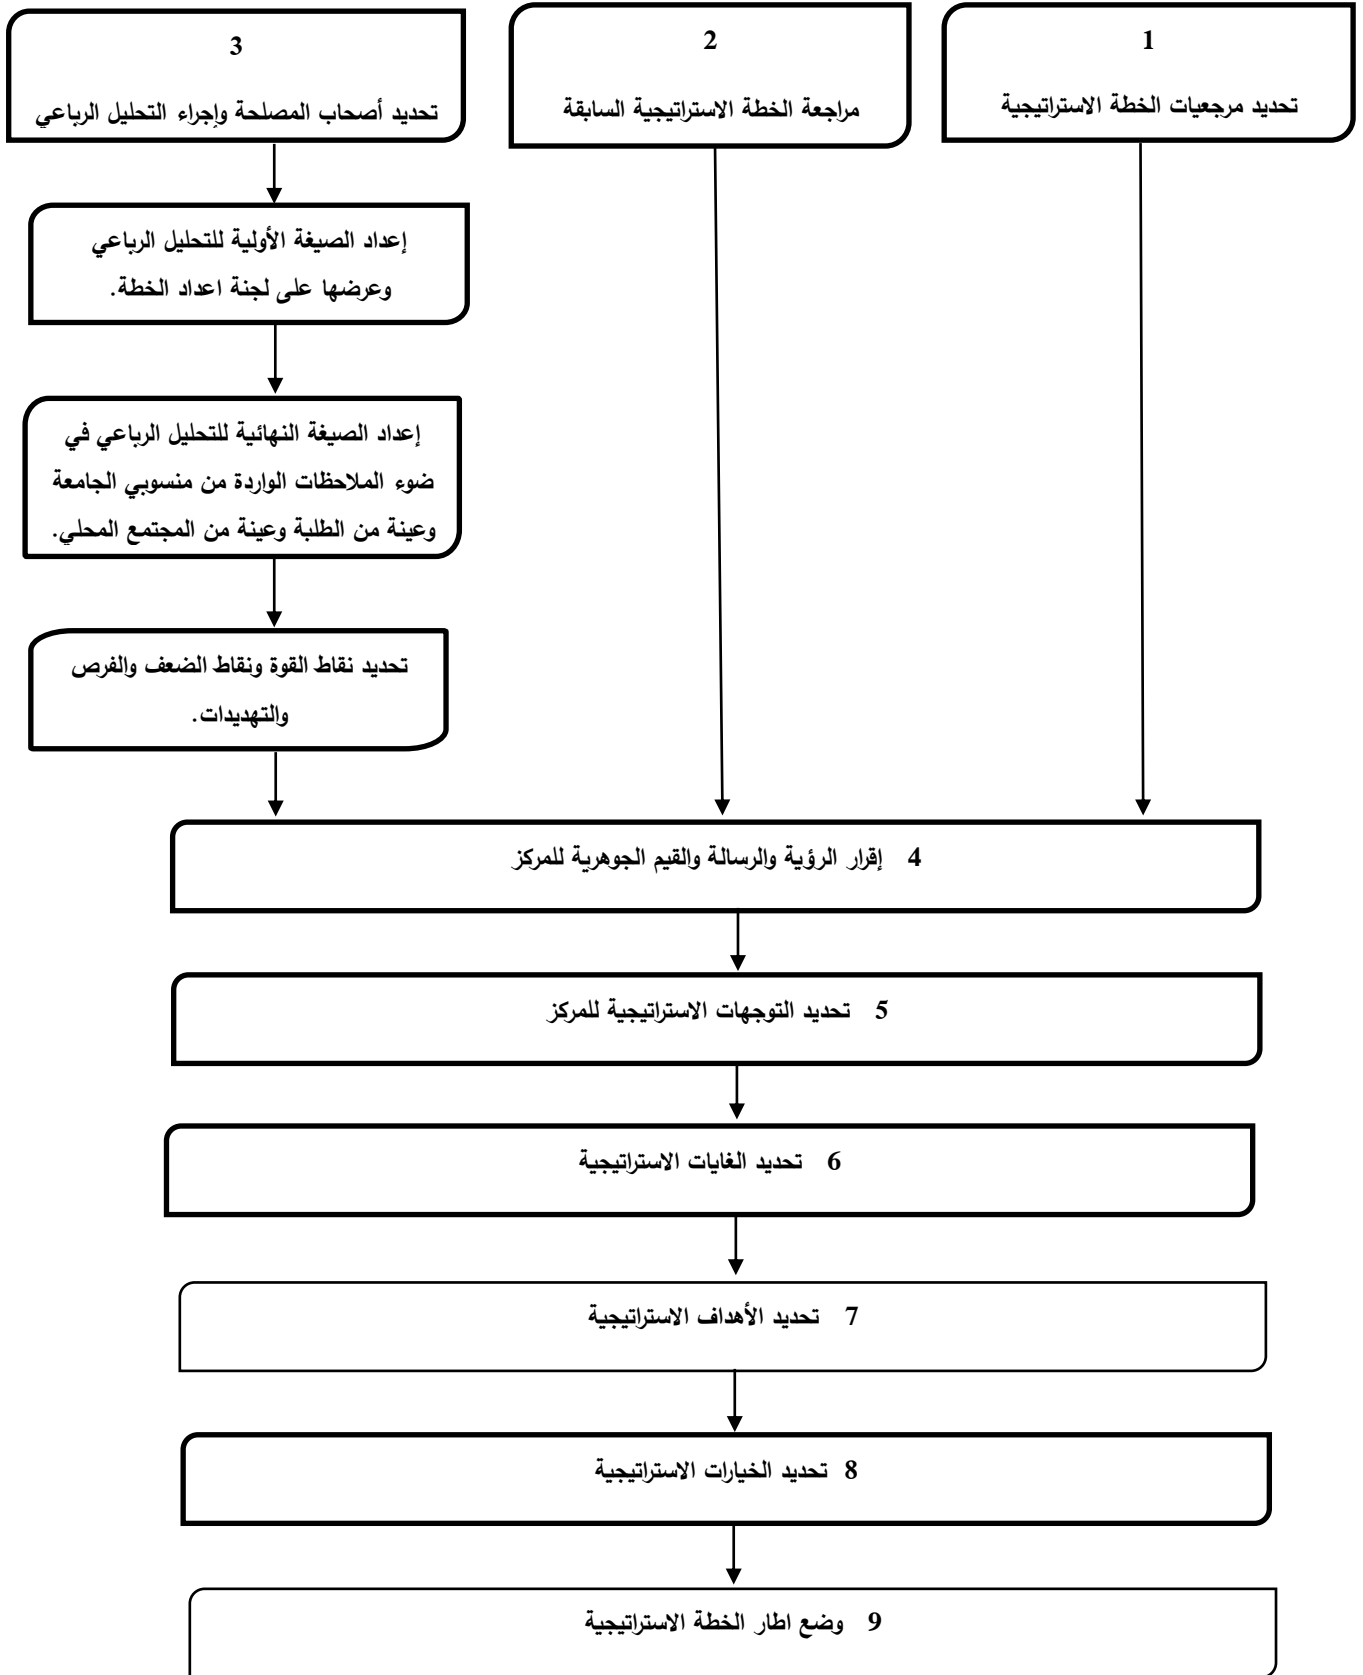 1
تحديد مرجعيات الخطة الاستراتيجية
2
مراجعة الخطة الاستراتيجية السابقة
3
تحديد أصحاب المصلحة وإجراء التحليل الرباعي
إعداد الصيغة الأولية للتحليل الرباعي
وعرضها على لجنة اعداد الخطة.
إعداد الصيغة النهائية للتحليل الرباعي في
ضوء الملاحظات الواردة من منسوبي الجامعة
وعينة من الطلبة وعينة من المجتمع المحلي.
تحديد نقاط القوة ونقاط الضعف والفرص
والتهديدات.
4 إقرار الرؤية والرسالة والقيم الجوهرية للمركز
5 تحديد التوجهات الاستراتيجية للمركز
6 تحديد الغايات الاستراتيجية
7 تحديد الأهداف الاستراتيجية
8 تحديد الخيارات الاستراتيجية
9 وضع اطار الخطة الاستراتيجية